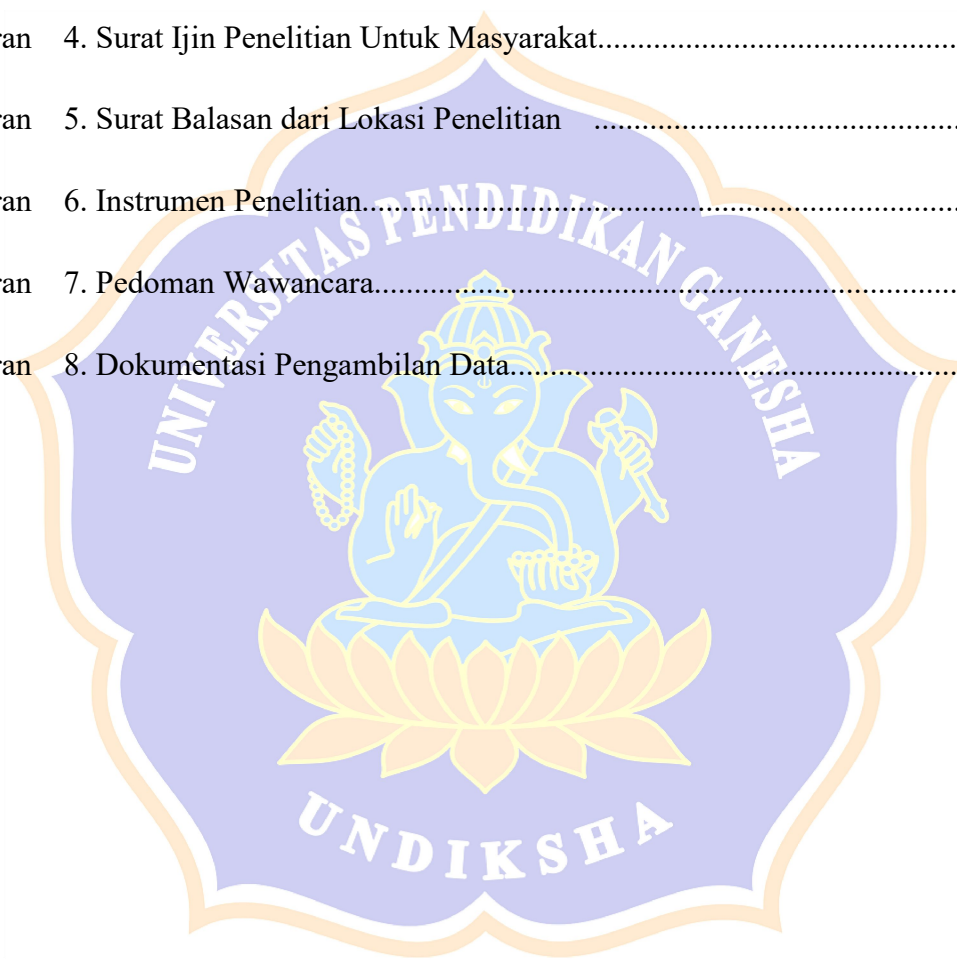 ran 4. Surat Ijin Penelitian Untuk Masyarakat............................................
ran 5. Surat Balasan dari Lokasi Penelitian .............................................
ran 6. Instrumen Penelitian.........................................................................
ran 7. Pedoman Wawancara.......................................................................
ran 8. Dokumentasi Pengambilan Data.......................................................
UNIVERSITAS PENDIDIKAN GANESHA
UNDIKSHA